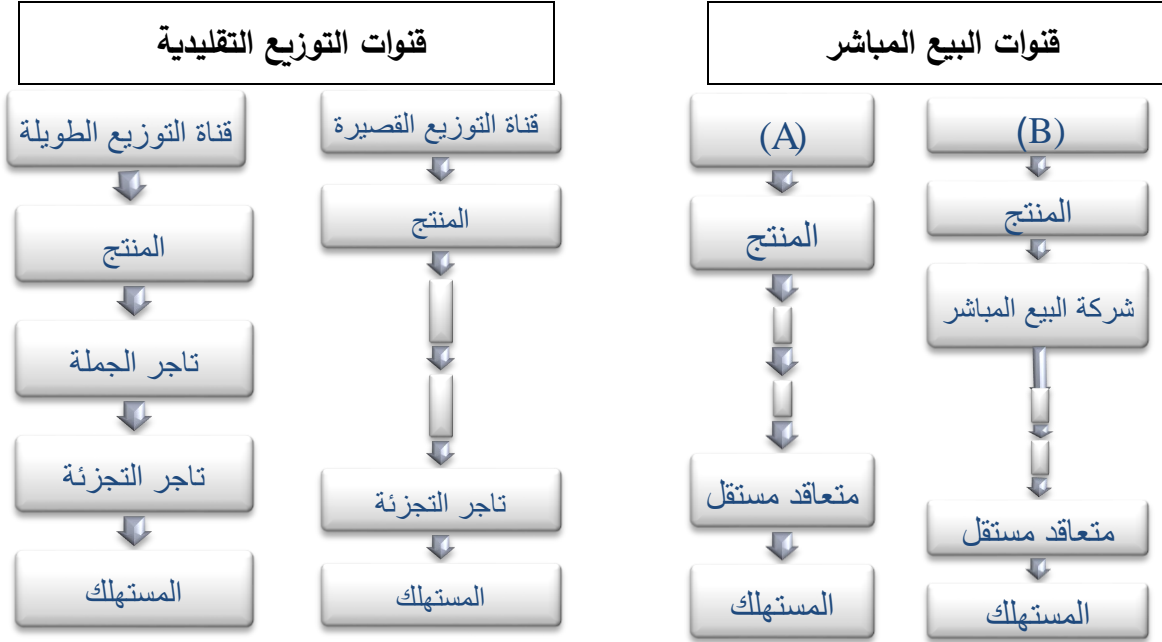 قنوات البيع المباشر
(B)
المنتج
شركة البيع المباشر
متعاقد مستقل
المستهلك
(A)
المنتج
متعاقد مستقل
المستهلك
قنوات التوزيع التقليدية
قناة التوزيع القصيرة
المنتج
تاجر التجزئة
المستهلك
قناة التوزيع الطويلة
المنتج
تاجر الجملة
تاجر التجزئة
المستهلك